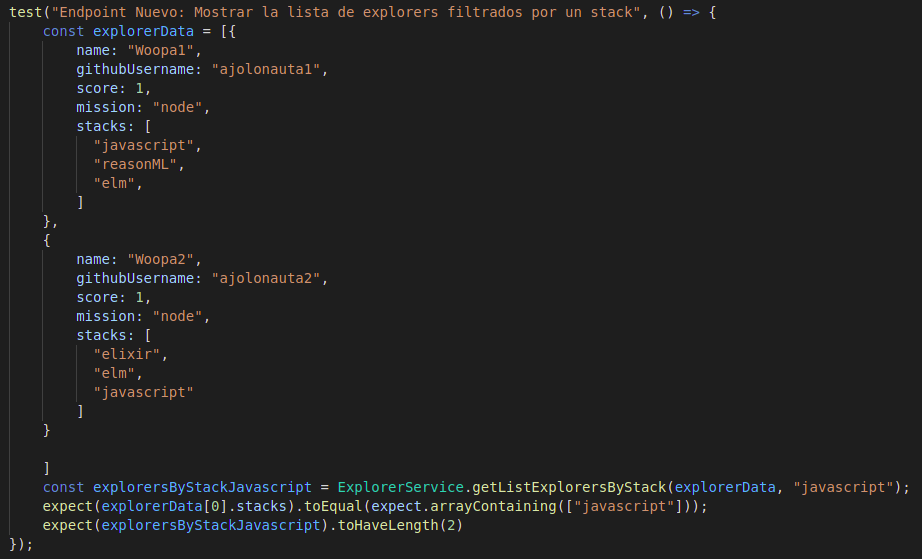 test("Endpoint Nuevo: Mostrar la lista de explorers filtrados por un stack", () => {
    const explorerData = [{
        name: "Woopa1",
        githubUsername: "ajolonauta1",
        score: 1,
        mission: "node",
        stacks: [
          "javascript",
          "reasonML",
          "elm",
        ]
    },
    {
        name: "Woopa2",
        githubUsername: "ajolonauta2",
        score: 1,
        mission: "node",
        stacks: [
          "elixir",
          "elm",
          "javascript"
        ]
    }

    ]
    const explorersByStackJavascript = ExplorerService.getListExplorersByStack(explorerData, "javascript");
    expect(explorerData[0].stacks).toEqual(expect.arrayContaining(["javascript"]));
    expect(explorersByStackJavascript).toHaveLength(2)
});